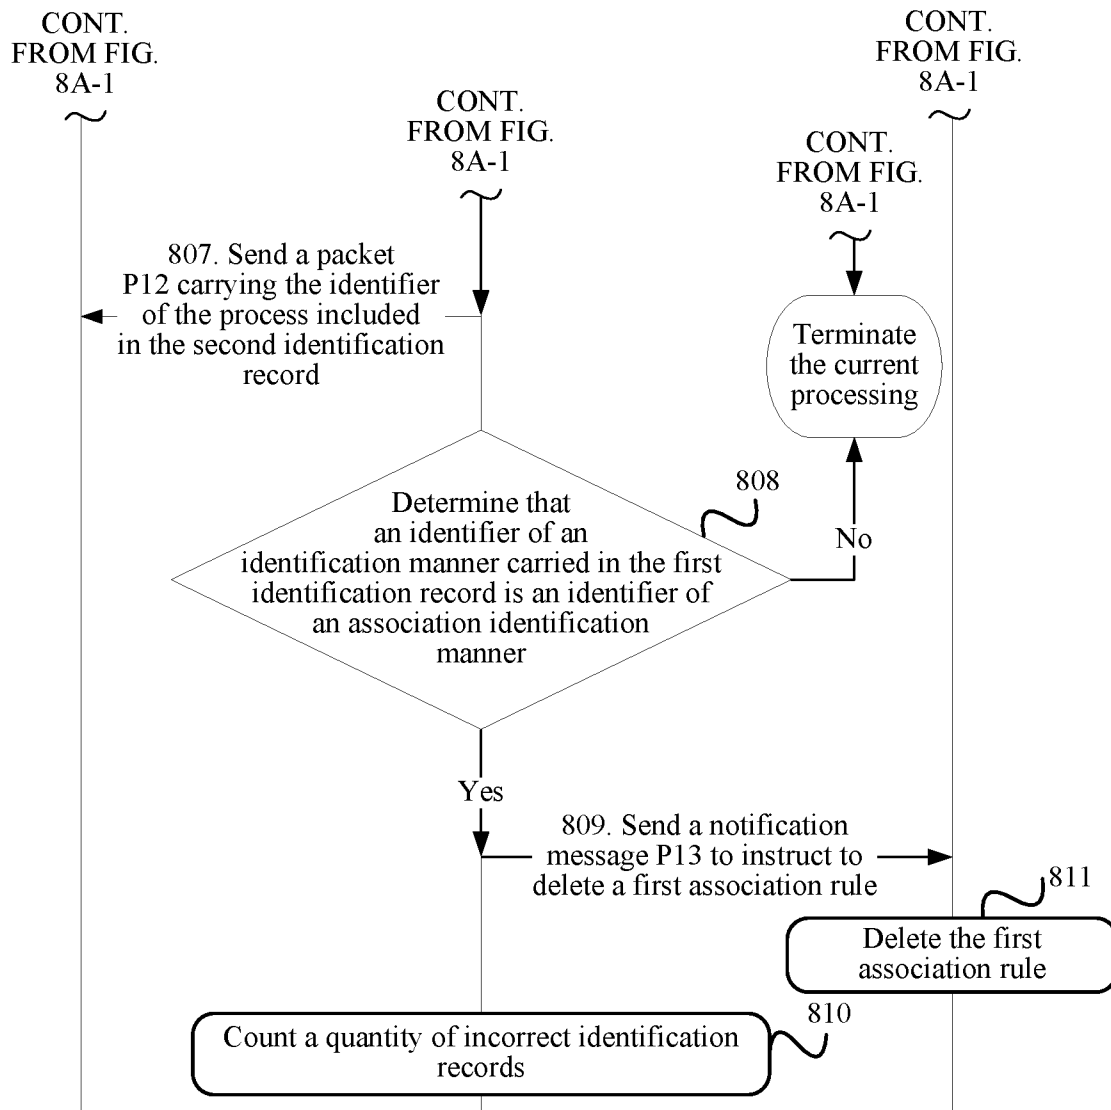 CONT.
FROM FIG.
8A-1
CONT.
FROM FIG.
8A-1
CONT.
FROM FIG.
8A-1
CONT.
FROM FIG.
8A-1
807. Send a packet
P12 carrying the identifier
of the process included
in the second identification
record
Terminate
the current
processing
808
Determine that
an identifier of an
identification manner carried in the first
identification record is an identifier of
an association identification
manner
No
Yes
809. Send a notification
message P13 to instruct to
delete a first association rule
811
Delete the first
association rule
810
Count a quantity of incorrect identification
records